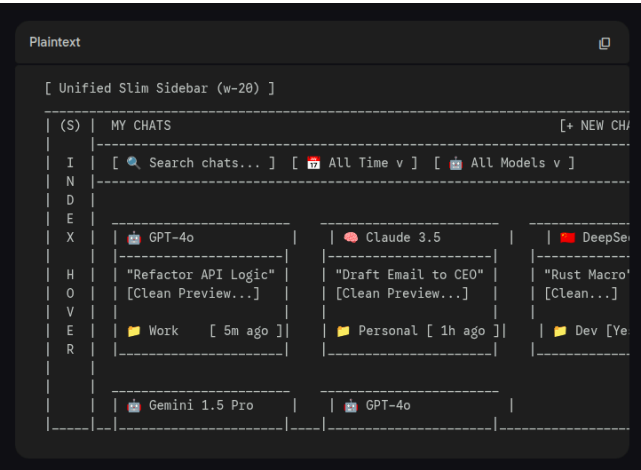 Plaintext
[ Unified Slim Sidebar (w-20) ]
(S) | MY CHATS [+ NEW CHA
I | [ 🔍 Search chats... ] [ 📅 All Time v ] [ 🤖 All Models v ]
N
D
E
X | 🤖 GPT-4o | 🧠 Claude 3.5 | 🇨🇳 DeepSee
"Refactor API Logic" | "Draft Email to CEO" | "Rust Macro"
H [Clean Preview...] | [Clean Preview...] | [Clean...]
O
V
E | 📁 Work [ 5m ago ]| 📁 Personal [ 1h ago ]| 📁 Dev [Ye
R
🤖 Gemini 1.5 Pro | 🤖 GPT-4o |